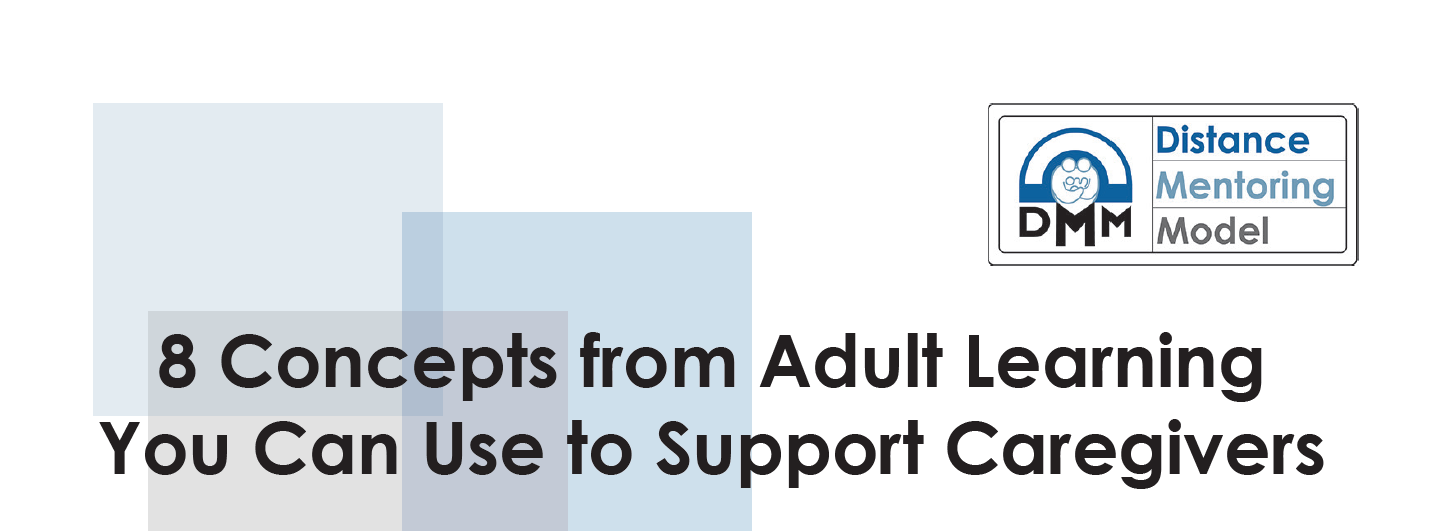 Distance
Mentoring
Model
DMM
8 Concepts from Adult Learning
You Can Use to Support Caregivers